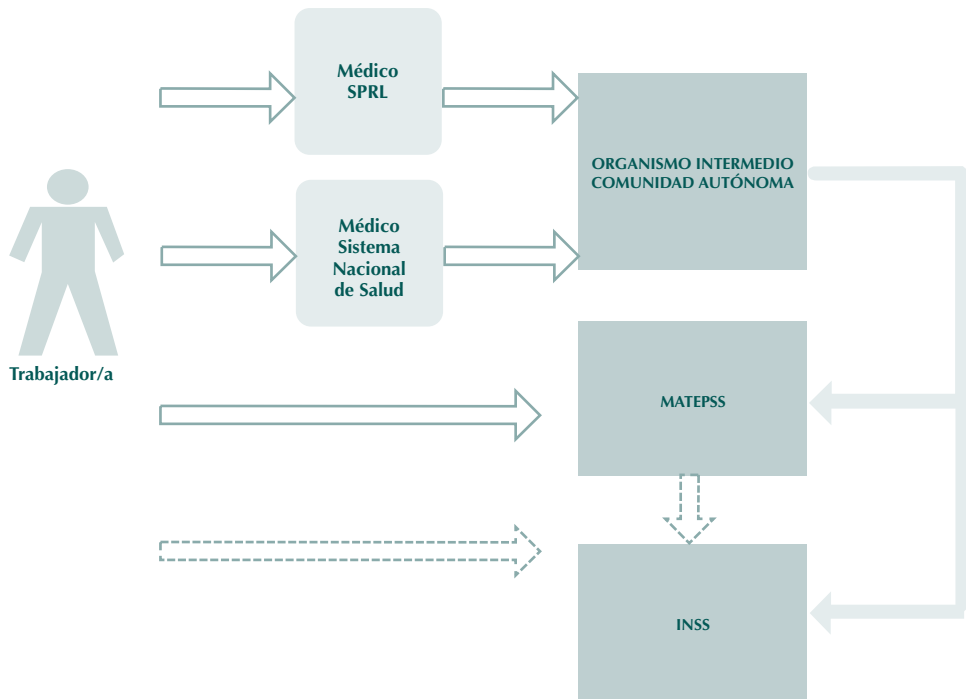 Médico
SPRL
ORGANISMO INTERMEDIO
COMUNIDAD AUTÓNOMA
Médico
Sistema
Nacional
de Salud
Trabajador/a
MATEPSS
INSS